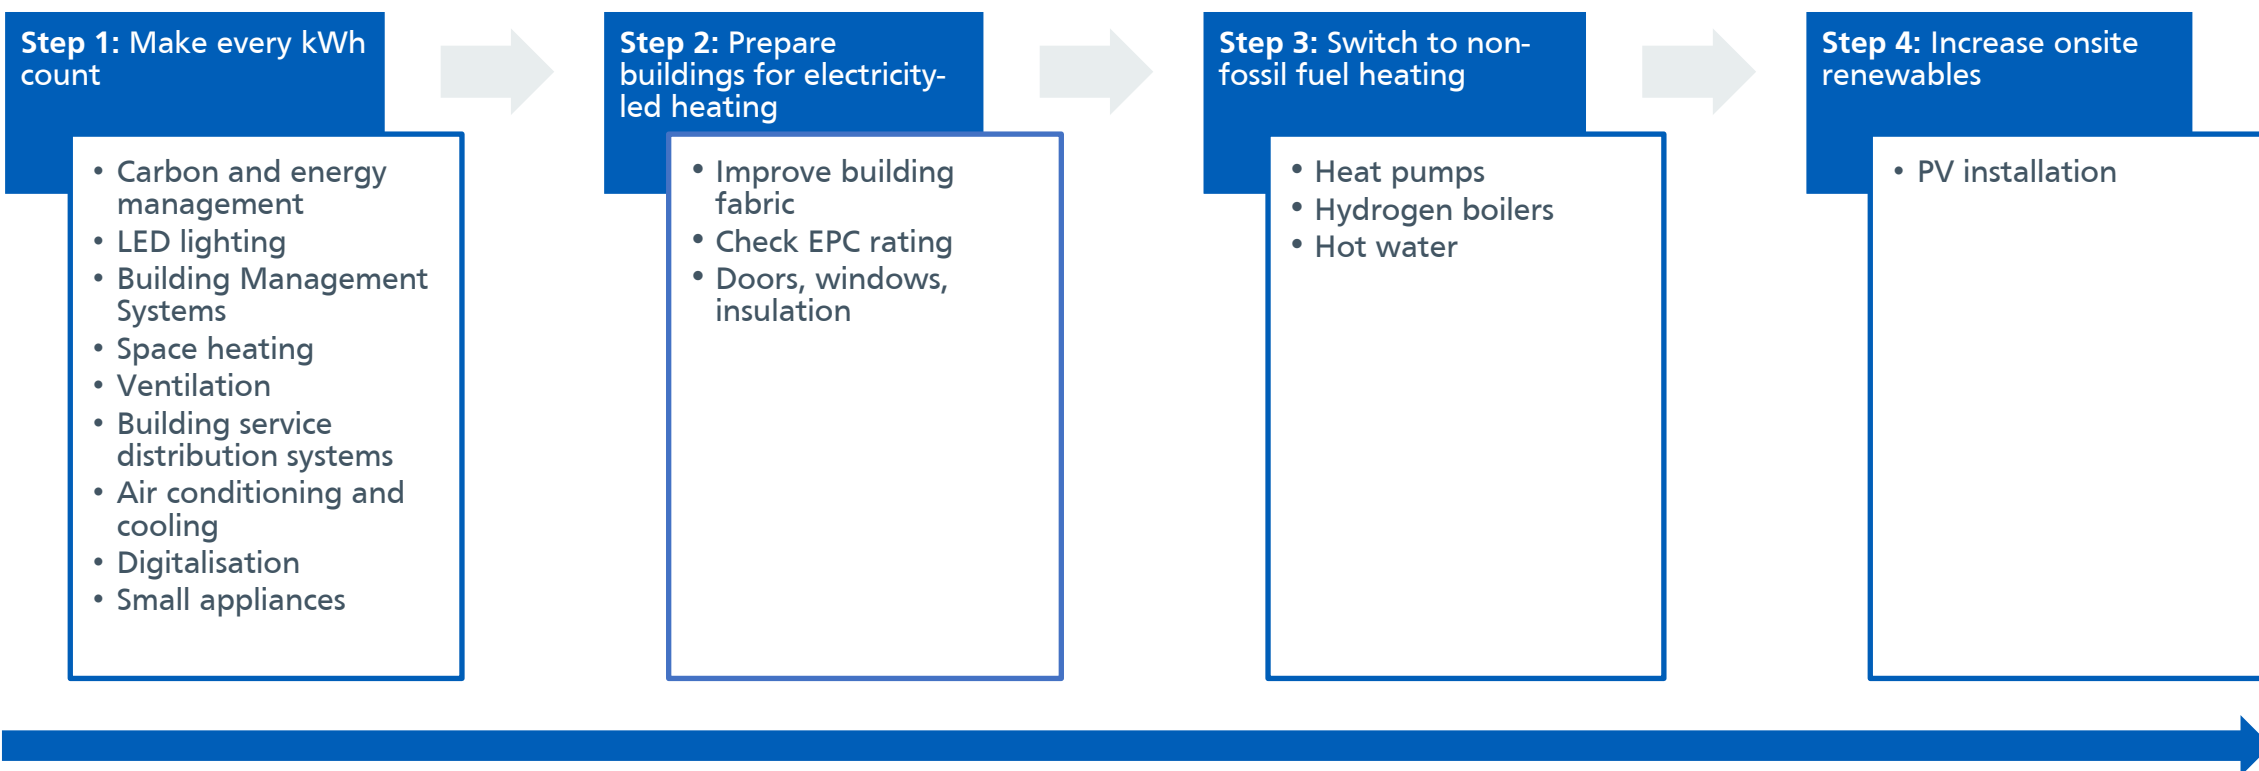 Step 1: Make every kWh
count
• Carbon and energy
management
• LED lighting
• Building Management
Systems
• Space heating
• Ventilation
• Building service
distribution systems
• Air conditioning and
cooling
• Digitalisation
• Small appliances
Step 2: Prepare
buildings for electricity-
led heating
• Improve building
fabric
• Check EPC rating
• Doors, windows,
insulation
Step 3: Switch to non-
fossil fuel heating
• Heat pumps
• Hydrogen boilers
• Hot water
Step 4: Increase onsite
renewables
• PV installation